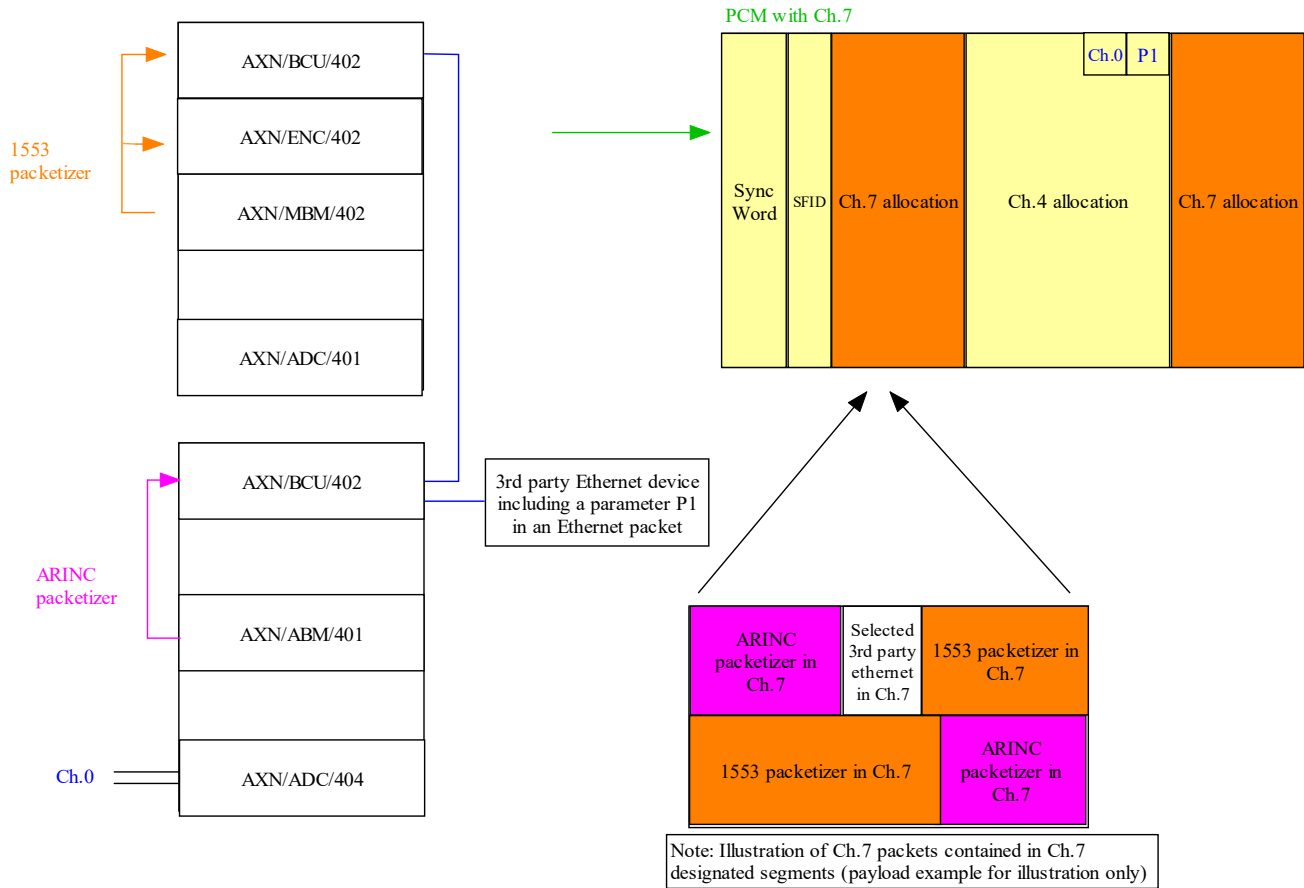 PCM with Ch.7
AXN/BCU/402
AXN/ENC/402
AXN/MBM/402
AXN/ADC/401
1553
packetizer
Ch.0
P1
Sync
Word
SFID
Ch.7 allocation
Ch.4 allocation
Ch.7 allocation
AXN/BCU/402
AXN/ABM/401
AXN/ADC/404
ARINC
packetizer
Ch.0
3rd party Ethernet device
including a parameter P1
in an Ethernet packet
ARINC
packetizer in
Ch.7
Selected
3rd party
ethernet
in Ch.7
1553 packetizer in
Ch.7
1553 packetizer in Ch.7
ARINC
packetizer in
Ch.7
Note: Illustration of Ch.7 packets contained in Ch.7
designated segments (payload example for illustration only)